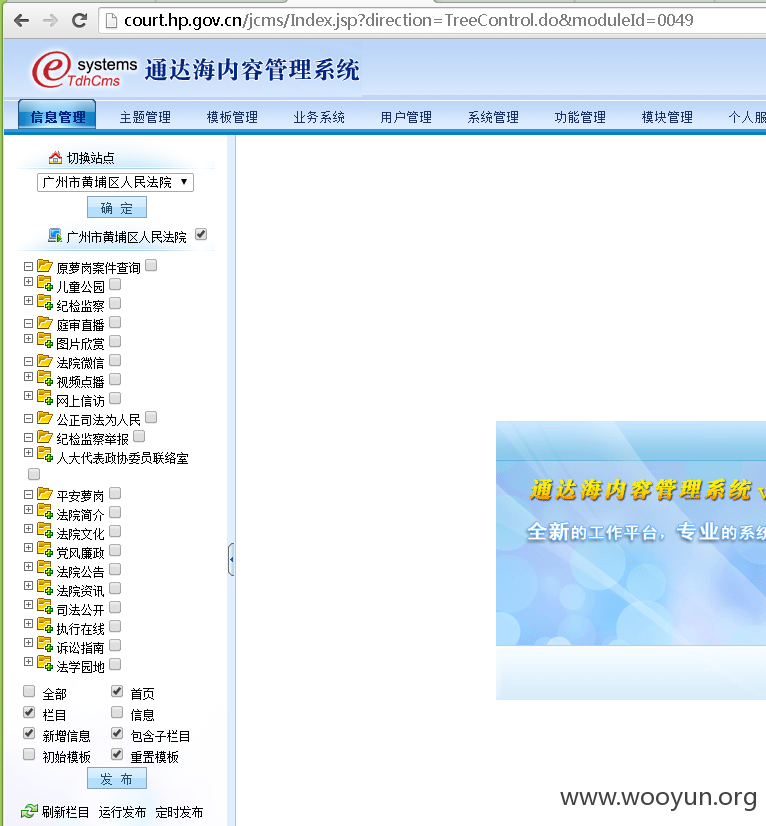 court.hp.gov.cn/jcms/Index.jsp?direction=TreeControl.do&moduleId=0049
e systems TdhCms 通达海内容管理系统
信息管理 主题管理 模板管理 业务系统 用户管理 系统管理 功能管理 模块管理 个人服
切换站点
广州市黄埔区人民法院
确 定
广州市黄埔区人民法院
原萝岗案件查询
儿童公园
纪检监察
庭审直播
图片欣赏
法院微信
视频点播
网上信访
公正司法为人民
纪检监察举报
人大代表政协委员联络室
平安萝岗
法院简介
法院文化
党风廉政
法院公告
法院资讯
司法公开
执行在线
诉讼指南
法学园地
全部 首页
栏目 信息
新增信息 包含子栏目
初始模板 重置模板
发 布
刷新栏目 运行发布 定时发布
通达海内容管理系统
全新的工作平台，专业的系统
www.wooyun.org